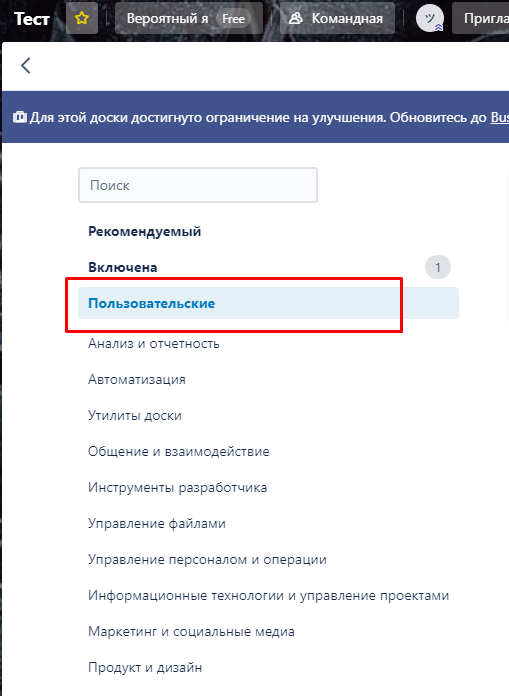 Тест Вероятный я Free Командная ツ Пригла
Для этой доски достигнуто ограничение на улучшения. Обновитесь до Bus
Поиск
Рекомендуемый
Включена 1
Пользовательские
Анализ и отчетность
Автоматизация
Утилиты доски
Общение и взаимодействие
Инструменты разработчика
Управление файлами
Управление персоналом и операции
Информационные технологии и управление проектами
Маркетинг и социальные медиа
Продукт и дизайн